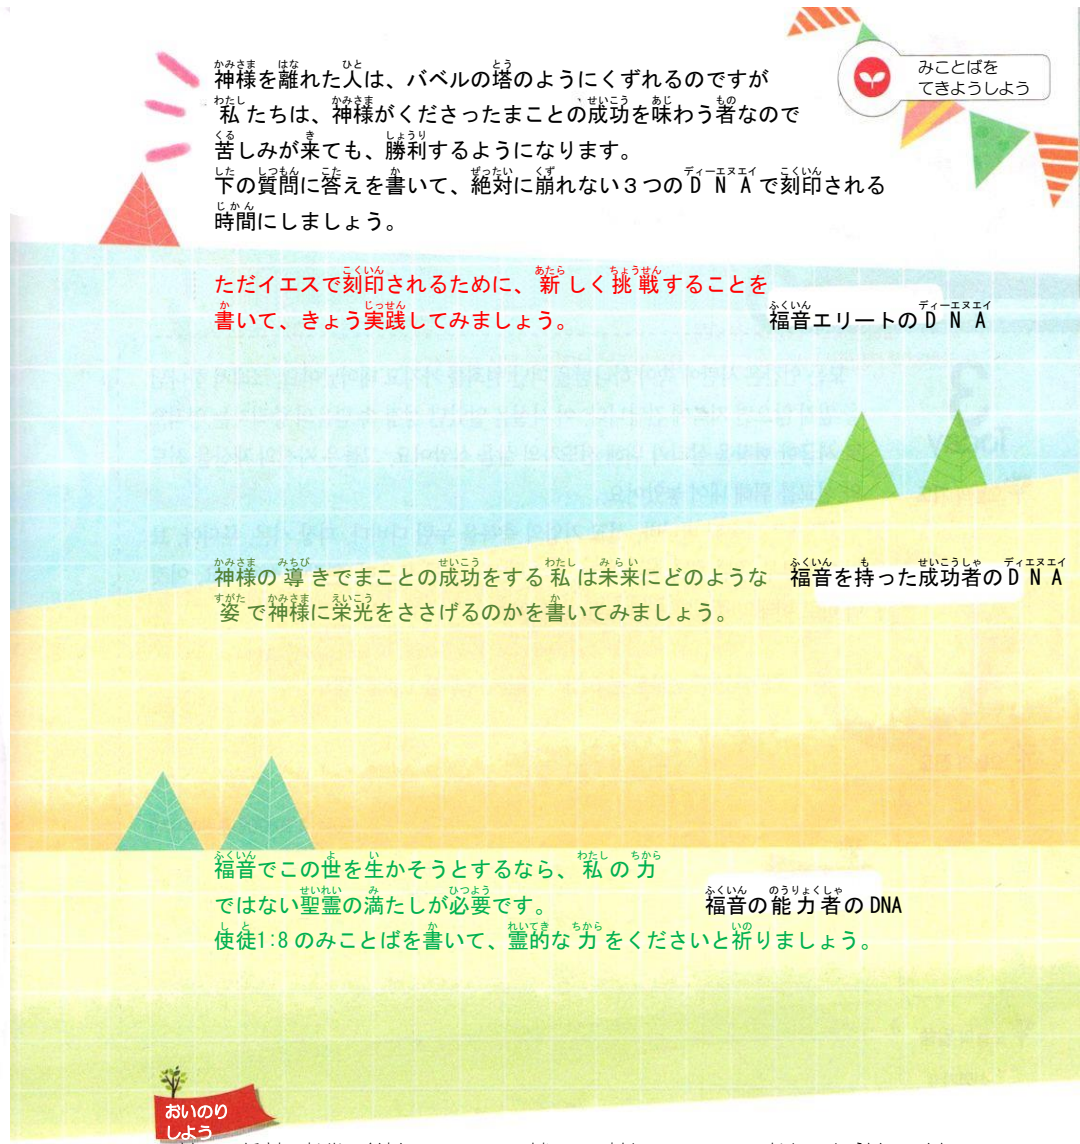 神様を離れた人は、バベルの塔のようにくずれるのですが
私たちは、神様がくださったまことの成功を味わう者なので
苦しみが来ても、勝利するようになります。
下の質問に答えを書いて、絶対に崩れない3つのＤＮＡで刻印される
時間にしましょう。
みことばを
てきようしよう
ただイエスで刻印されるために、新しく挑戦することを
書いて、きょう実践してみましょう。
福音エリートのＤＮＡ
神様の導きでまことの成功をする私は未来にどのような
姿で神様に栄光をささげるのかを書いてみましょう。
福音を持った成功者のＤＮＡ
福音でこの世を生かそうとするなら、私の力
ではない聖霊の満たしが必要です。
福音の能力者のDNA
使徒1:8のみことばを書いて、霊的な力をくださいと祈りましょう。
おいのり
しよう